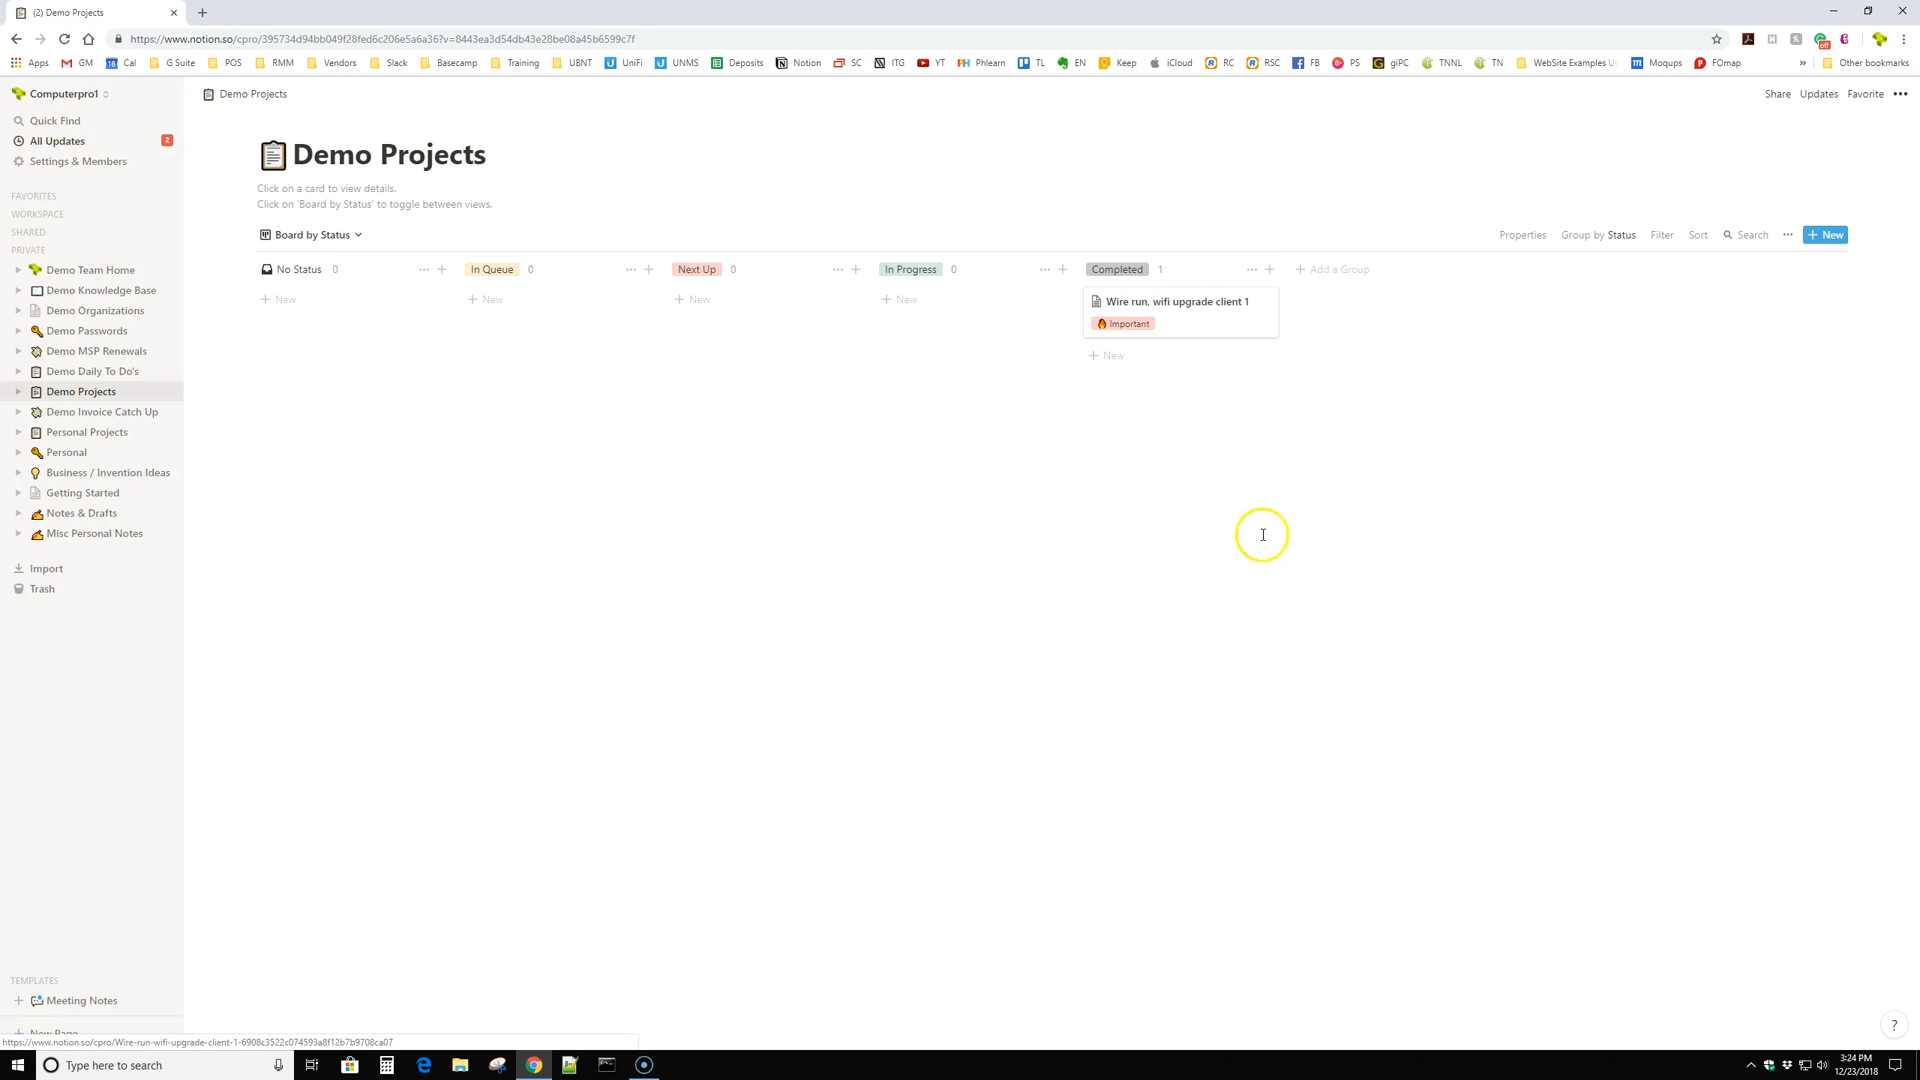 (2) Demo Projects
https://www.notion.so/cpro/395734d94bb049f28fed6c206e5a6a36?v=8443ea3d54db43e28be08a45b6599c7f
Apps GM Cal G Suite POS RMM Vendors Slack Basecamp Training UBNT UniFi UNMS Deposits Notion SC ITG YT Phlearn TL EN Keep iCloud RC RSC FB PS giPC TNNL TN WebSite Examples Us Moqups FOmap » Other bookmarks
Computerpro1
Demo Projects
Share Updates Favorite •••
Quick Find
All Updates 2
Settings & Members
FAVORITES
WORKSPACE
SHARED
PRIVATE
Demo Team Home
Demo Knowledge Base
Demo Organizations
Demo Passwords
Demo MSP Renewals
Demo Daily To Do's
Demo Projects
Demo Invoice Catch Up
Personal Projects
Personal
Business / Invention Ideas
Getting Started
Notes & Drafts
Misc Personal Notes
Import
Trash
TEMPLATES
+ Meeting Notes
Demo Projects
Click on a card to view details.
Click on 'Board by Status' to toggle between views.
Board by Status
Properties Group by Status Filter Sort Search ••• + New
No Status 0 ••• + In Queue 0 ••• + Next Up 0 ••• + In Progress 0 ••• + Completed 1 ••• + + Add a Group
+ New + New + New + New
Wire run, wifi upgrade client 1
Important
+ New
?
https://www.notion.so/cpro/Wire-run-wifi-upgrade-client-1-6908c3522c074593a8f12b7b9708ca07
Type here to search
3:24 PM
12/23/2018